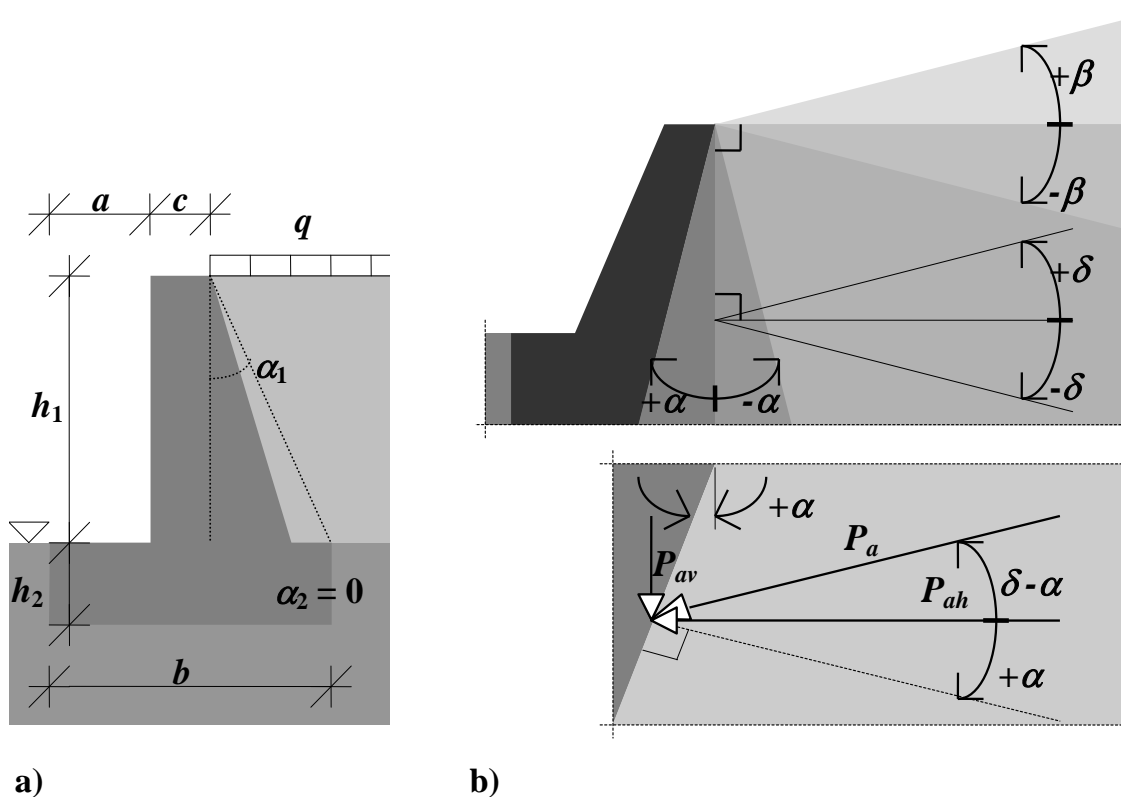 a
c
q
α1
h1
h2
α2 = 0
b
a)
+β
-β
+δ
-δ
+α
-α
+α
Pa
Pav
Pah
δ-α
+α
b)